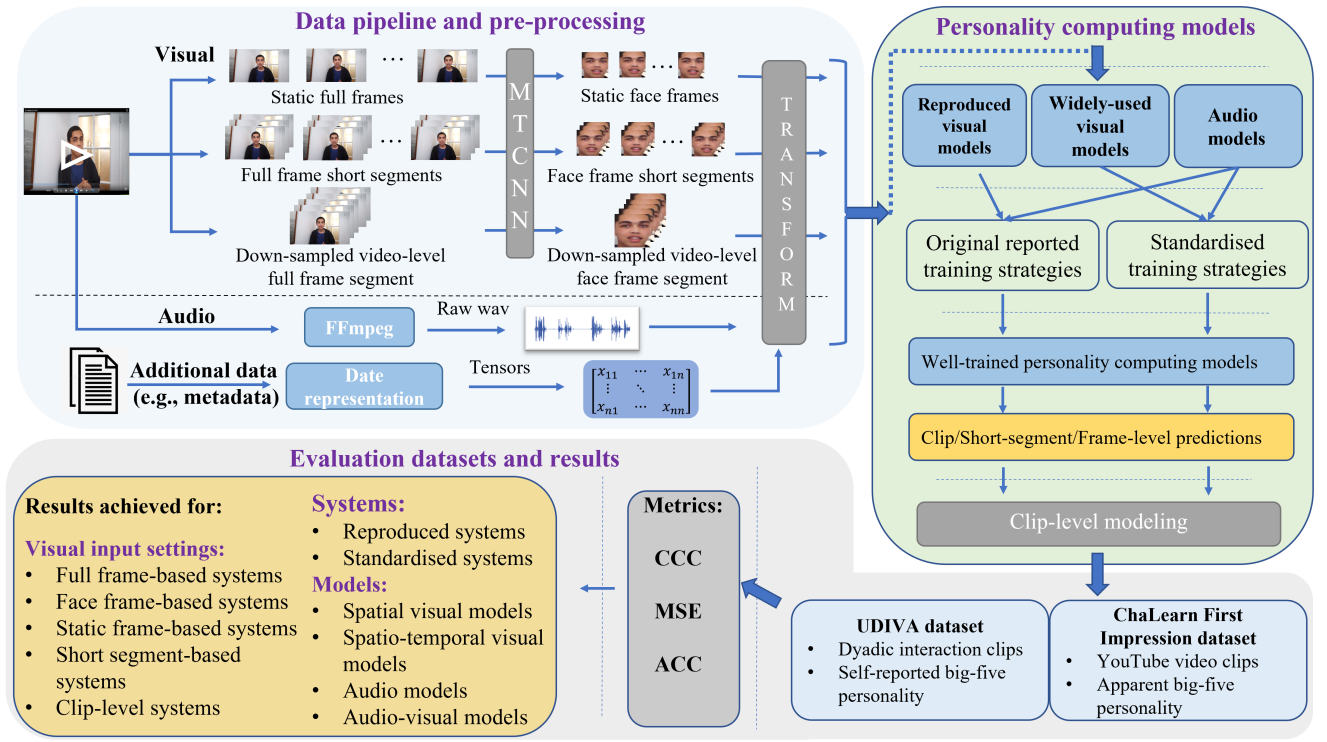 Data pipeline and pre-processing
Visual
Static full frames
Full frame short segments
Down-sampled video-level
full frame segment
MTCNN
Static face frames
Face frame short segments
Down-sampled video-level
face frame segment
TRANSFORM
Audio
FFmpeg
Raw wav
Additional data
(e.g., metadata)
Date
representation
Tensors
x11 ⋯ x1n
⋮ ⋱ ⋮
xn1 ⋯ xnn
Personality computing models
Reproduced
visual
models
Widely-used
visual
models
Audio
models
Original reported
training strategies
Standardised
training strategies
Well-trained personality computing models
Clip/Short-segment/Frame-level predictions
Clip-level modeling
Evaluation datasets and results
Results achieved for:
Visual input settings:
• Full frame-based systems
• Face frame-based systems
• Static frame-based systems
• Short segment-based
systems
• Clip-level systems
Systems:
• Reproduced systems
• Standardised systems
Models:
• Spatial visual models
• Spatio-temporal visual
models
• Audio models
• Audio-visual models
Metrics:
CCC
MSE
ACC
UDIVA dataset
• Dyadic interaction clips
• Self-reported big-five
personality
ChaLearn First
Impression dataset
• YouTube video clips
• Apparent big-five
personality